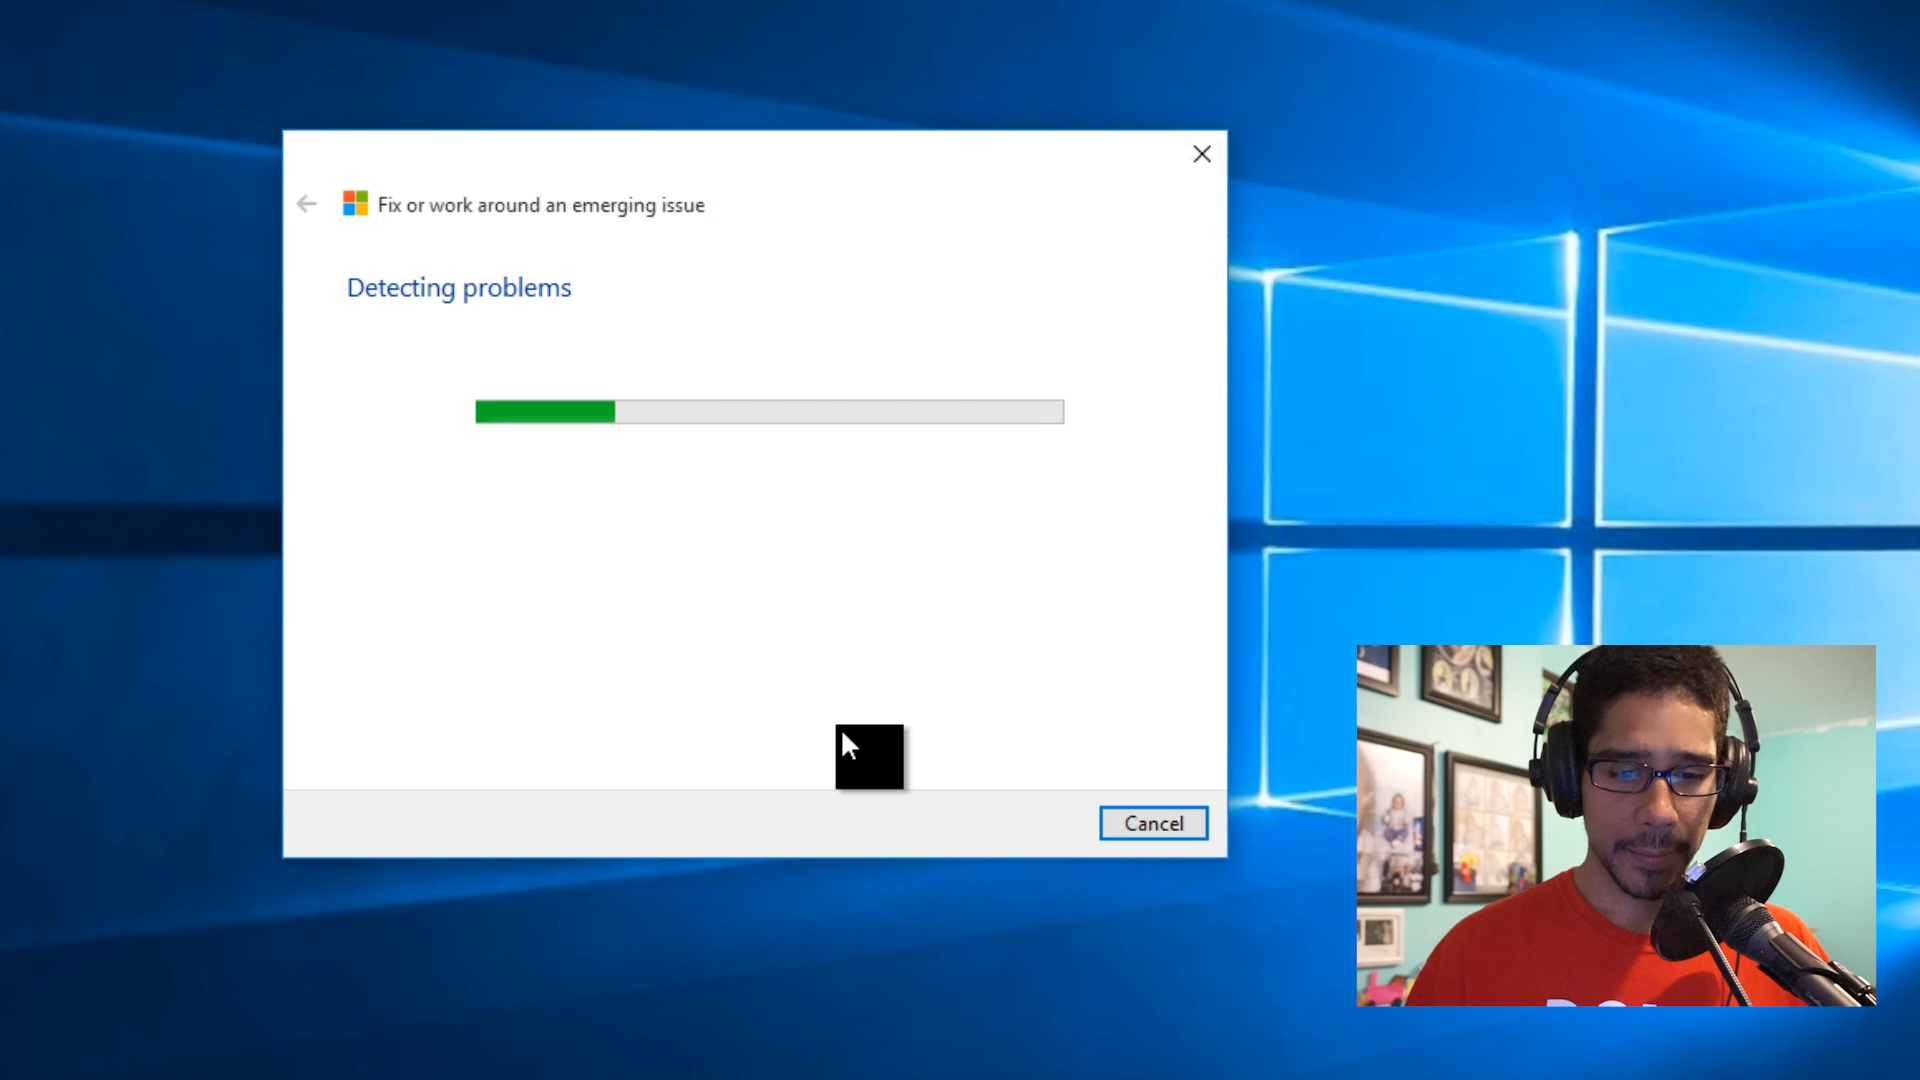 Fix or work around an emerging issue
Detecting problems
Cancel